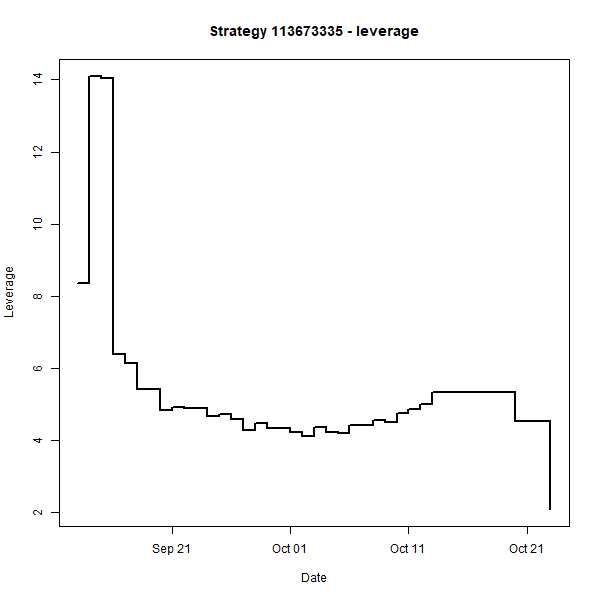 Strategy 113673335 - leverage
14
12
10
8
6
4
2
Leverage
Sep 21
Oct 01
Oct 11
Oct 21
Date